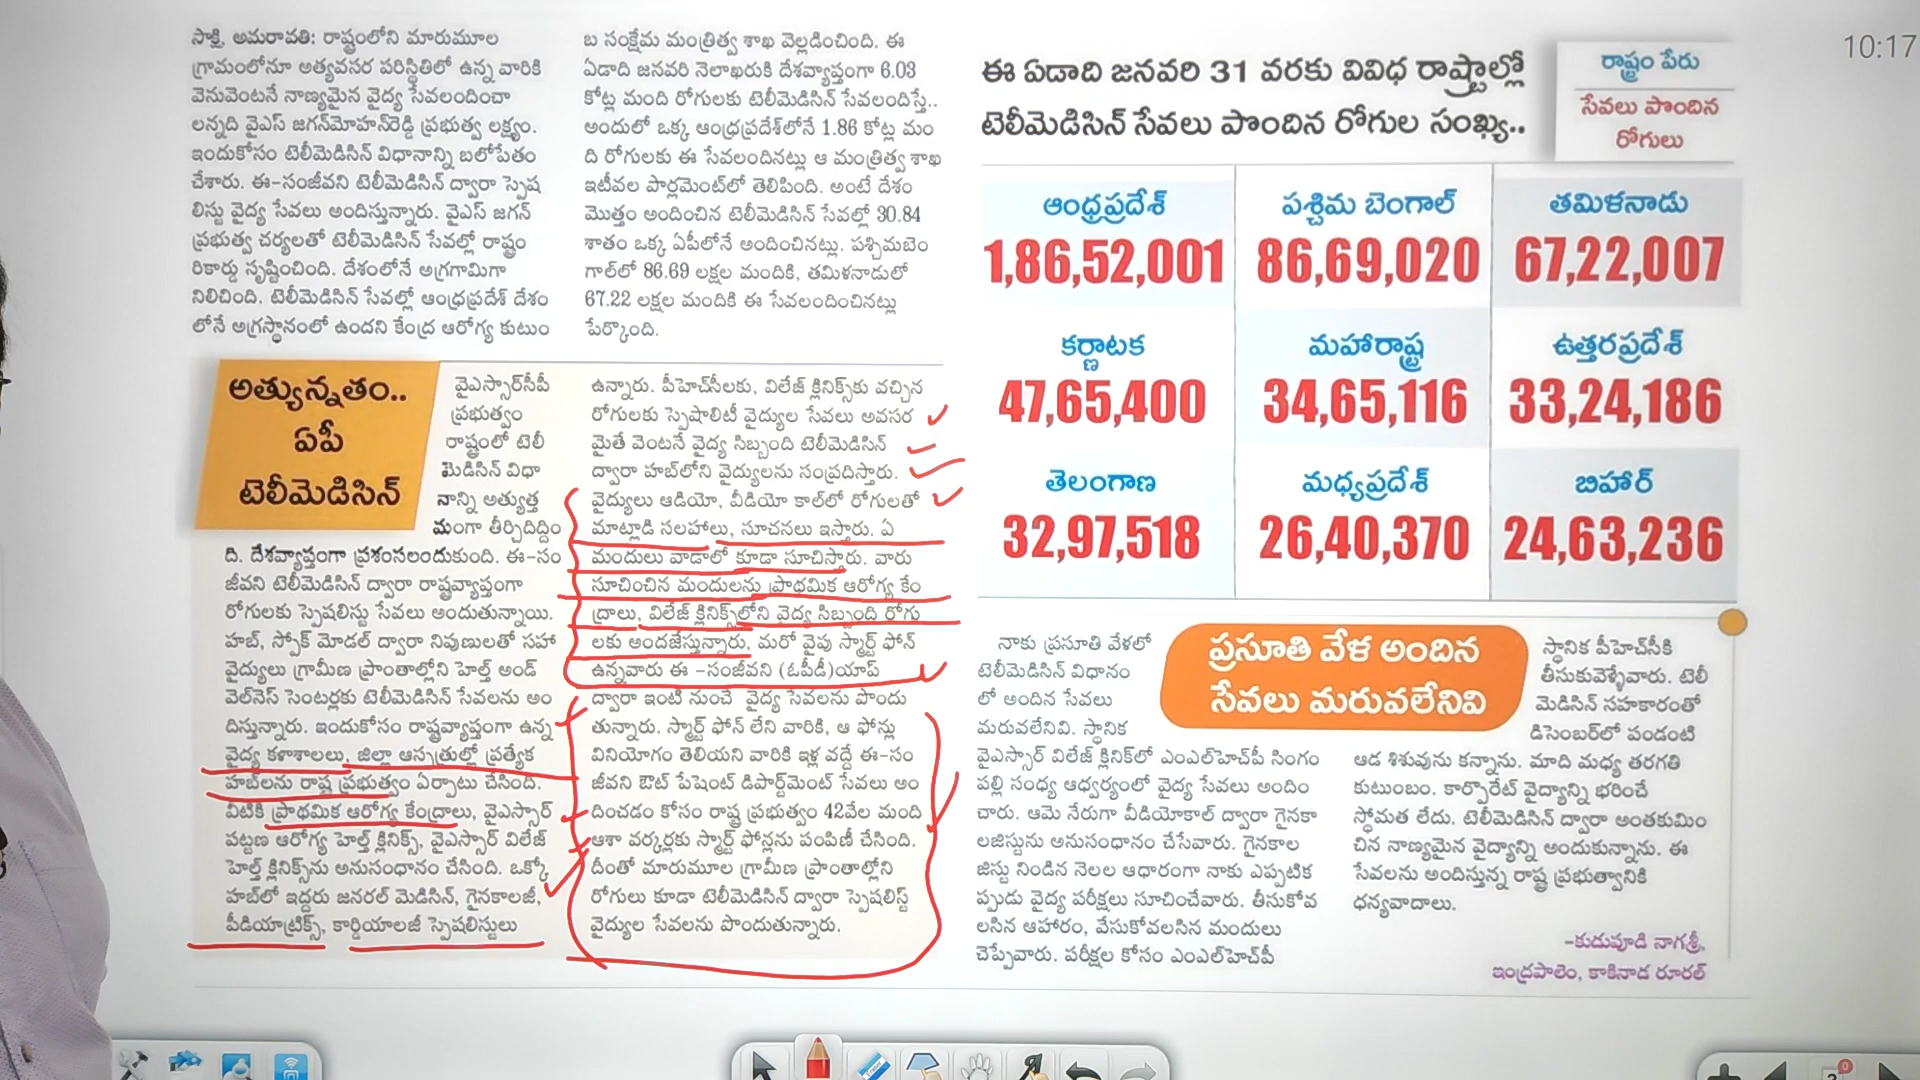 10:17
సాక్షి, అమరావతి: రాష్ట్రంలోని మారుమూల
గ్రామంలోనూ అత్యవసర పరిస్థితిలో ఉన్న వారికి
వెనువెంటనే నాణ్యమైన వైద్య సేవలందించా
లన్నది వైఎస్ జగన్‌మోహన్‌రెడ్డి ప్రభుత్వ లక్ష్యం.
ఇందుకోసం టెలీమెడిసిన్ విధానాన్ని బలోపేతం
చేశారు. ఈ-సంజీవని టెలీమెడిసిన్ ద్వారా స్పెష
లిస్టు వైద్య సేవలు అందిస్తున్నారు. వైఎస్ జగన్
ప్రభుత్వ చర్యలతో టెలీమెడిసిన్ సేవల్లో రాష్ట్రం
రికార్డు సృష్టించింది. దేశంలోనే అగ్రగామిగా
నిలిచింది. టెలీమెడిసిన్ సేవల్లో ఆంధ్రప్రదేశ్ దేశం
లోనే అగ్రస్థానంలో ఉందని కేంద్ర ఆరోగ్య కుటుం
బ సంక్షేమ మంత్రిత్వ శాఖ వెల్లడించింది. ఈ
ఏడాది జనవరి నెలాఖరుకి దేశవ్యాప్తంగా 6.03
కోట్ల మంది రోగులకు టెలీమెడిసిన్ సేవలందిస్తే..
అందులో ఒక్క ఆంధ్రప్రదేశ్‌లోనే 1.86 కోట్ల మం
ది రోగులకు ఈ సేవలందినట్లు ఆ మంత్రిత్వ శాఖ
ఇటీవల పార్లమెంట్‌లో తెలిపింది. అంటే దేశం
మొత్తం అందించిన టెలీమెడిసిన్ సేవల్లో 30.84
శాతం ఒక్క ఏపీలోనే అందించినట్లు. పశ్చిమబెం
గాల్‌లో 86.69 లక్షల మందికి, తమిళనాడులో
67.22 లక్షల మందికి ఈ సేవలందించినట్లు
పేర్కొంది.
అత్యున్నతం..
ఏపీ
టెలీమెడిసిన్
వైఎస్సార్‌సీపీ
ప్రభుత్వం
రాష్ట్రంలో టెలీ
మెడిసిన్ విధా
నాన్ని అత్యుత్త
మంగా తీర్చిదిద్దిం
ది. దేశవ్యాప్తంగా ప్రశంసలందుకుంది. ఈ-సం
జీవని టెలీమెడిసిన్ ద్వారా రాష్ట్రవ్యాప్తంగా
రోగులకు స్పెషలిస్టు సేవలు అందుతున్నాయి.
హబ్, స్పోక్ మోడల్ ద్వారా నిపుణులతో సహా
వైద్యులు గ్రామీణ ప్రాంతాల్లోని హెల్త్ అండ్
వెల్‌నెస్ సెంటర్లకు టెలీమెడిసిన్ సేవలను అం
దిస్తున్నారు. ఇందుకోసం రాష్ట్రవ్యాప్తంగా ఉన్న
వైద్య కళాశాలలు, జిల్లా ఆస్పత్రుల్లో ప్రత్యేక
హబ్‌లను రాష్ట్ర ప్రభుత్వం ఏర్పాటు చేసింది.
వీటికి ప్రాథమిక ఆరోగ్య కేంద్రాలు, వైఎస్సార్
పట్టణ ఆరోగ్య హెల్త్ క్లినిక్స్, వైఎస్సార్ విలేజ్
హెల్త్ క్లినిక్స్‌ను అనుసంధానం చేసింది. ఒక్కో
హబ్‌లో ఇద్దరు జనరల్ మెడిసిన్, గైనకాలజీ,
పీడియాట్రిక్స్, కార్డియాలజీ స్పెషలిస్టులు
ఉన్నారు. పీహెచ్‌సీలకు, విలేజ్ క్లినిక్స్‌కు వచ్చిన
రోగులకు స్పెషాలిటీ వైద్యుల సేవలు అవసర
మైతే వెంటనే వైద్య సిబ్బంది టెలీమెడిసిన్
ద్వారా హబ్‌లోని వైద్యులను సంప్రదిస్తారు.
వైద్యులు ఆడియో, వీడియో కాల్‌లో రోగులతో
మాట్లాడి సలహాలు, సూచనలు ఇస్తారు. ఏ
మందులు వాడాలో కూడా సూచిస్తారు. వారు
సూచించిన మందులను ప్రాథమిక ఆరోగ్య కేం
ద్రాలు, విలేజ్ క్లినిక్స్‌లోని వైద్య సిబ్బంది రోగు
లకు అందజేస్తున్నారు. మరో వైపు స్మార్ట్ ఫోన్
ఉన్నవారు ఈ -సంజీవని (ఓపీడీ)యాప్
ద్వారా ఇంటి నుంచే వైద్య సేవలను పొందు
తున్నారు. స్మార్ట్ ఫోన్ లేని వారికి, ఆ ఫోన్లు
వినియోగం తెలియని వారికి ఇళ్ల వద్దే ఈ-సం
జీవని ఔట్ పేషెంట్ డిపార్ట్‌మెంట్ సేవలు అం
దించడం కోసం రాష్ట్ర ప్రభుత్వం 42వేల మంది
ఆశా వర్కర్లకు స్మార్ట్ ఫోన్లను పంపిణీ చేసింది.
దీంతో మారుమూల గ్రామీణ ప్రాంతాల్లోని
రోగులు కూడా టెలీమెడిసిన్ ద్వారా స్పెషలిస్ట్
వైద్యుల సేవలను పొందుతున్నారు.
ఈ ఏడాది జనవరి 31 వరకు వివిధ రాష్ట్రాల్లో
టెలీమెడిసిన్ సేవలు పొందిన రోగుల సంఖ్య..
రాష్ట్రం పేరు
సేవలు పొందిన
రోగులు
ఆంధ్రప్రదేశ్ పశ్చిమ బెంగాల్ తమిళనాడు
1,86,52,001 86,69,020 67,22,007
కర్ణాటక మహారాష్ట్ర ఉత్తరప్రదేశ్
47,65,400 34,65,116 33,24,186
తెలంగాణ మధ్యప్రదేశ్ బిహార్
32,97,518 26,40,370 24,63,236
ప్రసూతి వేళ అందిన
సేవలు మరువలేనివి
నాకు ప్రసూతి వేళలో
టెలీమెడిసిన్ విధానం
లో అందిన సేవలు
మరువలేనివి. స్థానిక
వైఎస్సార్ విలేజ్ క్లినిక్‌లో ఎంఎల్‌హెచ్‌పీ సింగం
పల్లి సంధ్య ఆధ్వర్యంలో వైద్య సేవలు అందిం
చారు. ఆమె నేరుగా వీడియోకాల్ ద్వారా గైనకా
లజిస్టును అనుసంధానం చేసేవారు. గైనకాల
జిస్టు నిండిన నెలల ఆధారంగా నాకు ఎప్పటిక
ప్పుడు వైద్య పరీక్షలు సూచించేవారు. తీసుకోవ
లసిన ఆహారం, వేసుకోవలసిన మందులు
చెప్పేవారు. పరీక్షల కోసం ఎంఎల్‌హెచ్‌పీ
స్థానిక పీహెచ్‌సీకి
తీసుకువెళ్ళేవారు. టెలీ
మెడిసిన్ సహకారంతో
డిసెంబర్‌లో పండంటి
ఆడ శిశువును కన్నాను. మాది మధ్య తరగతి
కుటుంబం. కార్పొరేట్ వైద్యాన్ని భరించే
స్థోమత లేదు. టెలీమెడిసిన్ ద్వారా అంతకుమిం
చిన నాణ్యమైన వైద్యాన్ని అందుకున్నాను. ఈ
సేవలను అందిస్తున్న రాష్ట్ర ప్రభుత్వానికి
ధన్యవాదాలు.
-కుడుపూడి నాగశ్రీ,
ఇంద్రపాలెం, కాకినాడ రూరల్